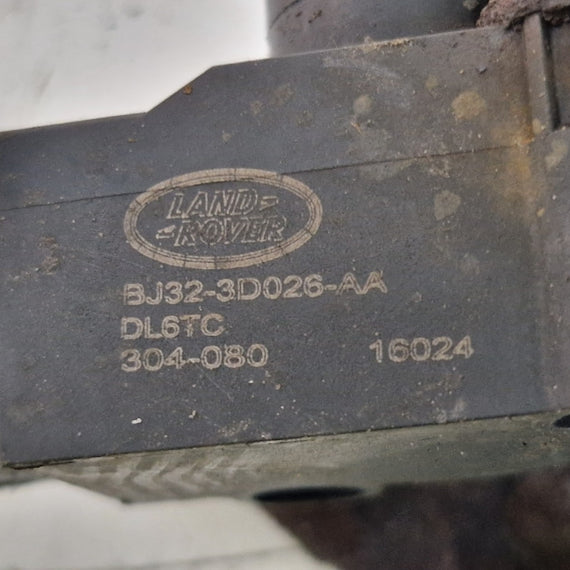 LAND-
-ROVER
BJ32-3D026-AA
DL6TC
304-080 16024